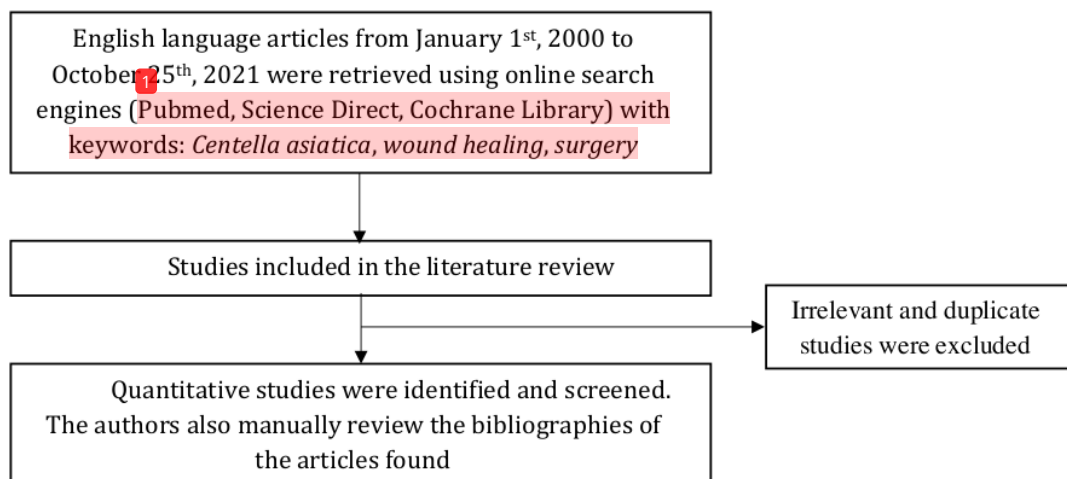 English language articles from January 1st, 2000 to
October 25th, 2021 were retrieved using online search
1
engines (Pubmed, Science Direct, Cochrane Library) with
keywords: Centella asiatica, wound healing, surgery
Studies included in the literature review
Irrelevant and duplicate
studies were excluded
Quantitative studies were identified and screened.
The authors also manually review the bibliographies of
the articles found